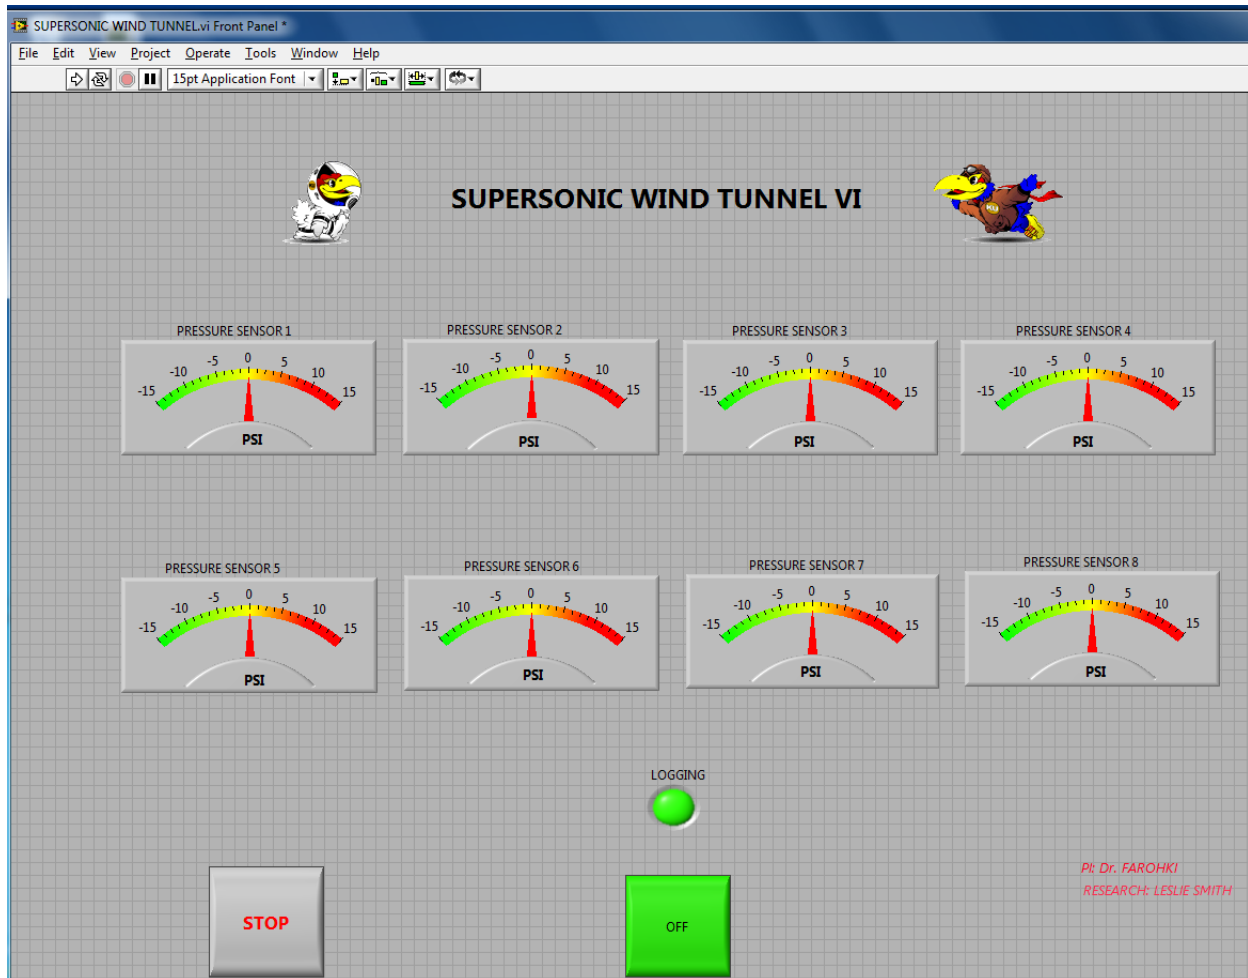 SUPERSONIC WIND TUNNEL.vi Front Panel *
File Edit View Project Operate Tools Window Help
15pt Application Font
SUPERSONIC WIND TUNNEL VI
PRESSURE SENSOR 1 PRESSURE SENSOR 2 PRESSURE SENSOR 3 PRESSURE SENSOR 4
-15 -10 -5 0 5 10 15 -15 -10 -5 0 5 10 15 -15 -10 -5 0 5 10 15 -15 -10 -5 0 5 10 15
PSI PSI PSI PSI
PRESSURE SENSOR 5 PRESSURE SENSOR 6 PRESSURE SENSOR 7 PRESSURE SENSOR 8
-15 -10 -5 0 5 10 15 -15 -10 -5 0 5 10 15 -15 -10 -5 0 5 10 15 -15 -10 -5 0 5 10 15
PSI PSI PSI PSI
LOGGING
PI: Dr. FAROHKI
RESEARCH: LESLIE SMITH
STOP OFF